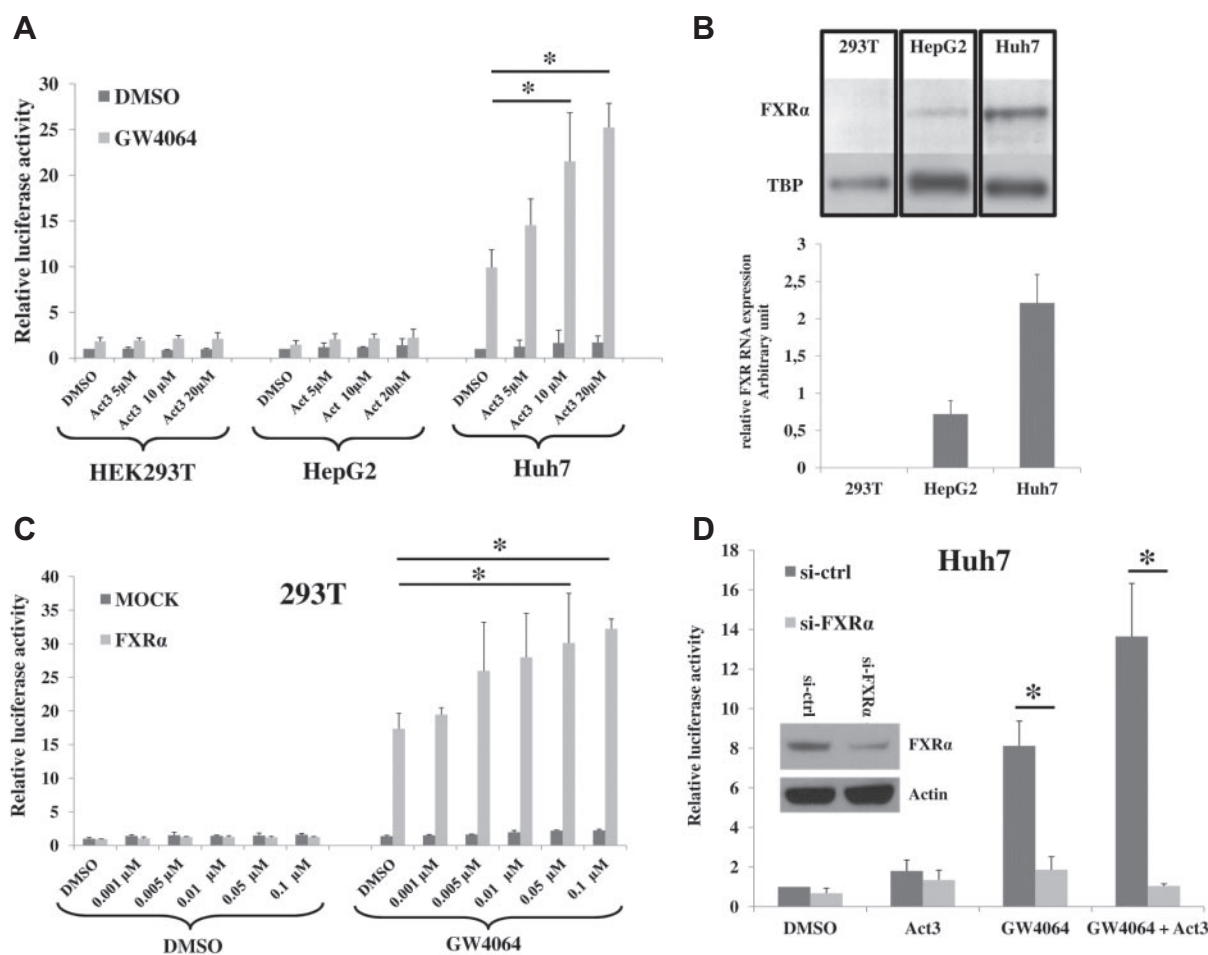 A
Relative luciferase activity
30
25
20
15
10
5
0
DMSO
GW4064
*
*
DMSO
Act3 5μM
Act3 10 μM
Act3 20μM
DMSO
Act 5μM
Act 10μM
Act 20μM
DMSO
Act3 5μM
Act3 10 μM
Act3 20μM
HEK293T
HepG2
Huh7
B
293T HepG2 Huh7
FXRα
TBP
relative FXR RNA expression
Arbitrary unit
3
2,5
2
1,5
1
0,5
0
293T HepG2 Huh7
C
Relative luciferase activity
40
35
30
25
20
15
10
5
0
MOCK
FXRα
293T
*
*
DMSO
0.001 μM
0.005 μM
0.01 μM
0.05 μM
0.1 μM
DMSO
0.001 μM
0.005 μM
0.01 μM
0.05 μM
0.1 μM
DMSO
GW4064
D
Relative luciferase activity
18
16
14
12
10
8
6
4
2
0
Huh7
si-ctrl
si-FXRα
si-ctrl
si-FXRα
FXRα
Actin
*
*
DMSO Act3 GW4064 GW4064 + Act3